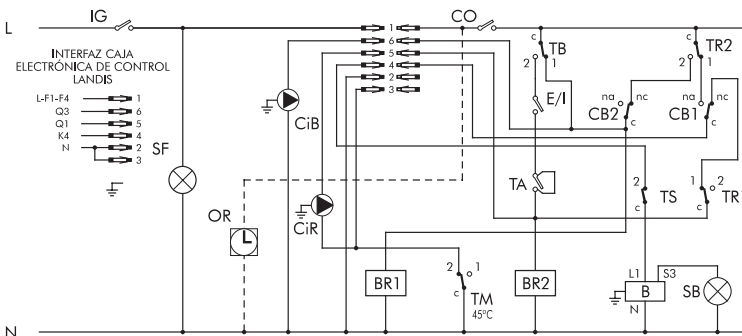 L
IG
CO
INTERFAZ CAJA
ELECTRÓNICA DE CONTROL
LANDIS
L-F1-F4 1
Q3 6
Q1 5
K4 4
N 2
3
SF
1
6
5
4
2
3
CiB
CiR
OR
c
TB
2 1
E/I
TA
c
TR2
2 1
na nc
CB2
c
na nc
CB1
c
2
TS
c
1 2
TR1
c
BR1
2 1
c
TM
45°C
BR2
L1 S3
B
N
SB
N